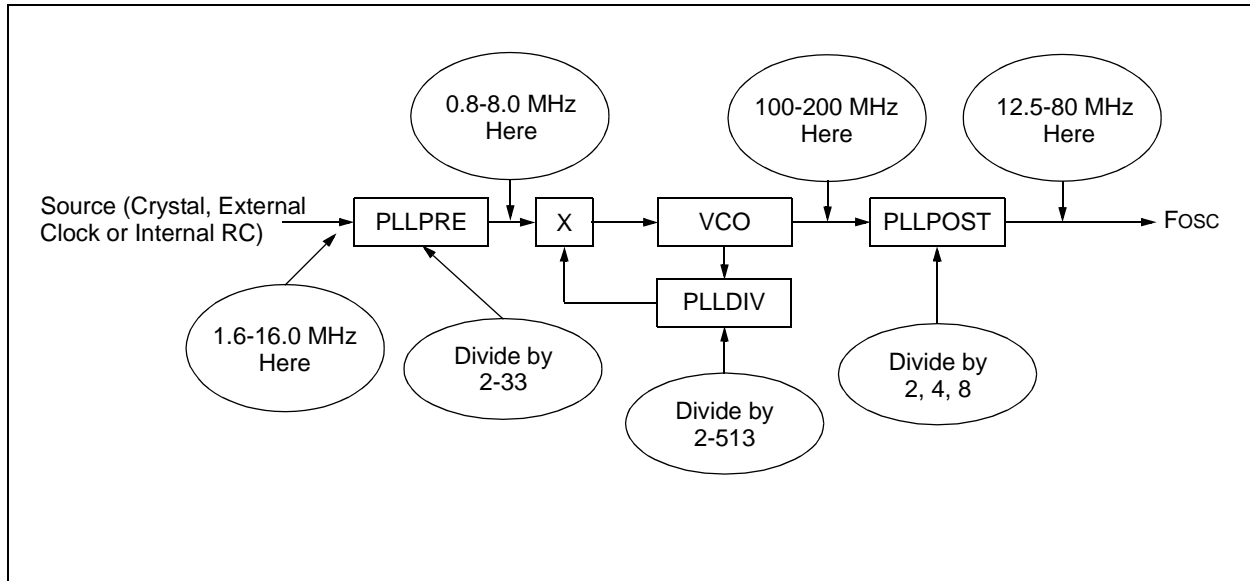 0.8-8.0 MHz
Here
100-200 MHz
Here
12.5-80 MHz
Here
Source (Crystal, External
Clock or Internal RC)
PLLPRE
X
VCO
PLLPOST
FOSC
PLLDIV
1.6-16.0 MHz
Here
Divide by
2-33
Divide by
2-513
Divide by
2, 4, 8